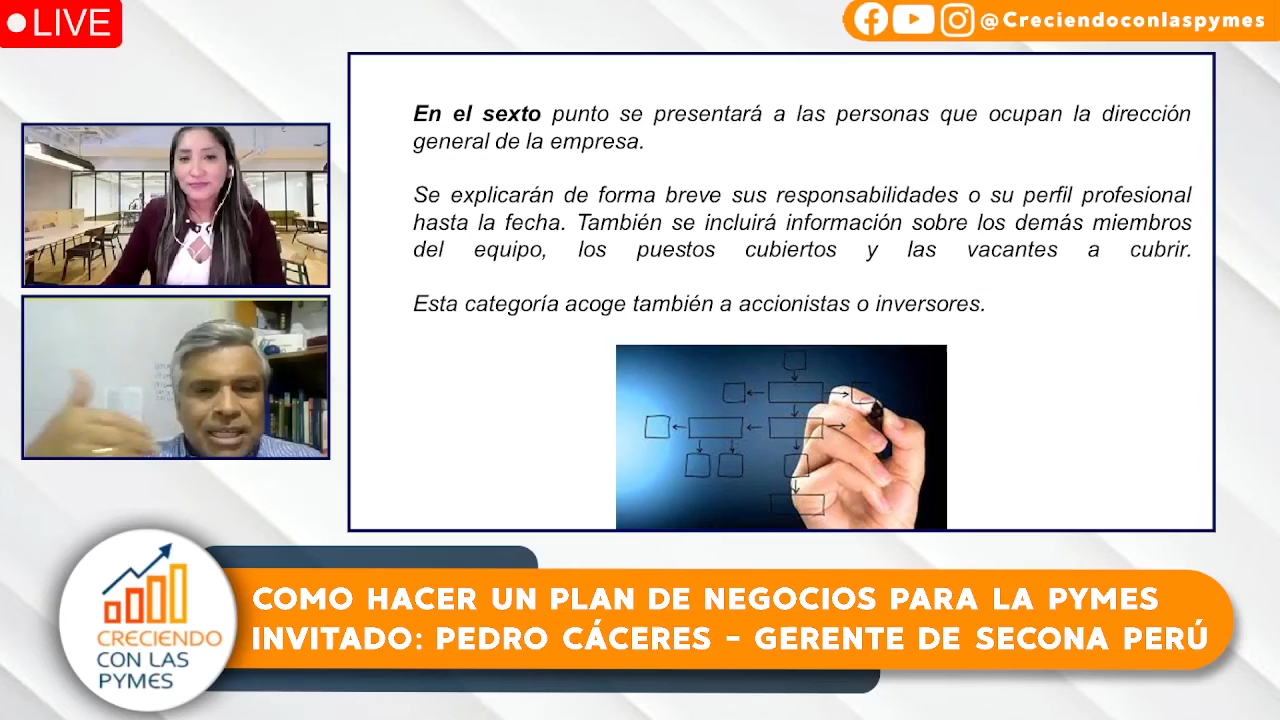 LIVE
@Creciendoconlaspymes
En el sexto punto se presentará a las personas que ocupan la dirección
general de la empresa.
Se explicarán de forma breve sus responsabilidades o su perfil profesional
hasta la fecha. También se incluirá información sobre los demás miembros
del equipo, los puestos cubiertos y las vacantes a cubrir.
Esta categoría acoge también a accionistas o inversores.
CRECIENDO
CON LAS
PYMES
COMO HACER UN PLAN DE NEGOCIOS PARA LA PYMES
INVITADO: PEDRO CÁCERES - GERENTE DE SECONA PERÚ